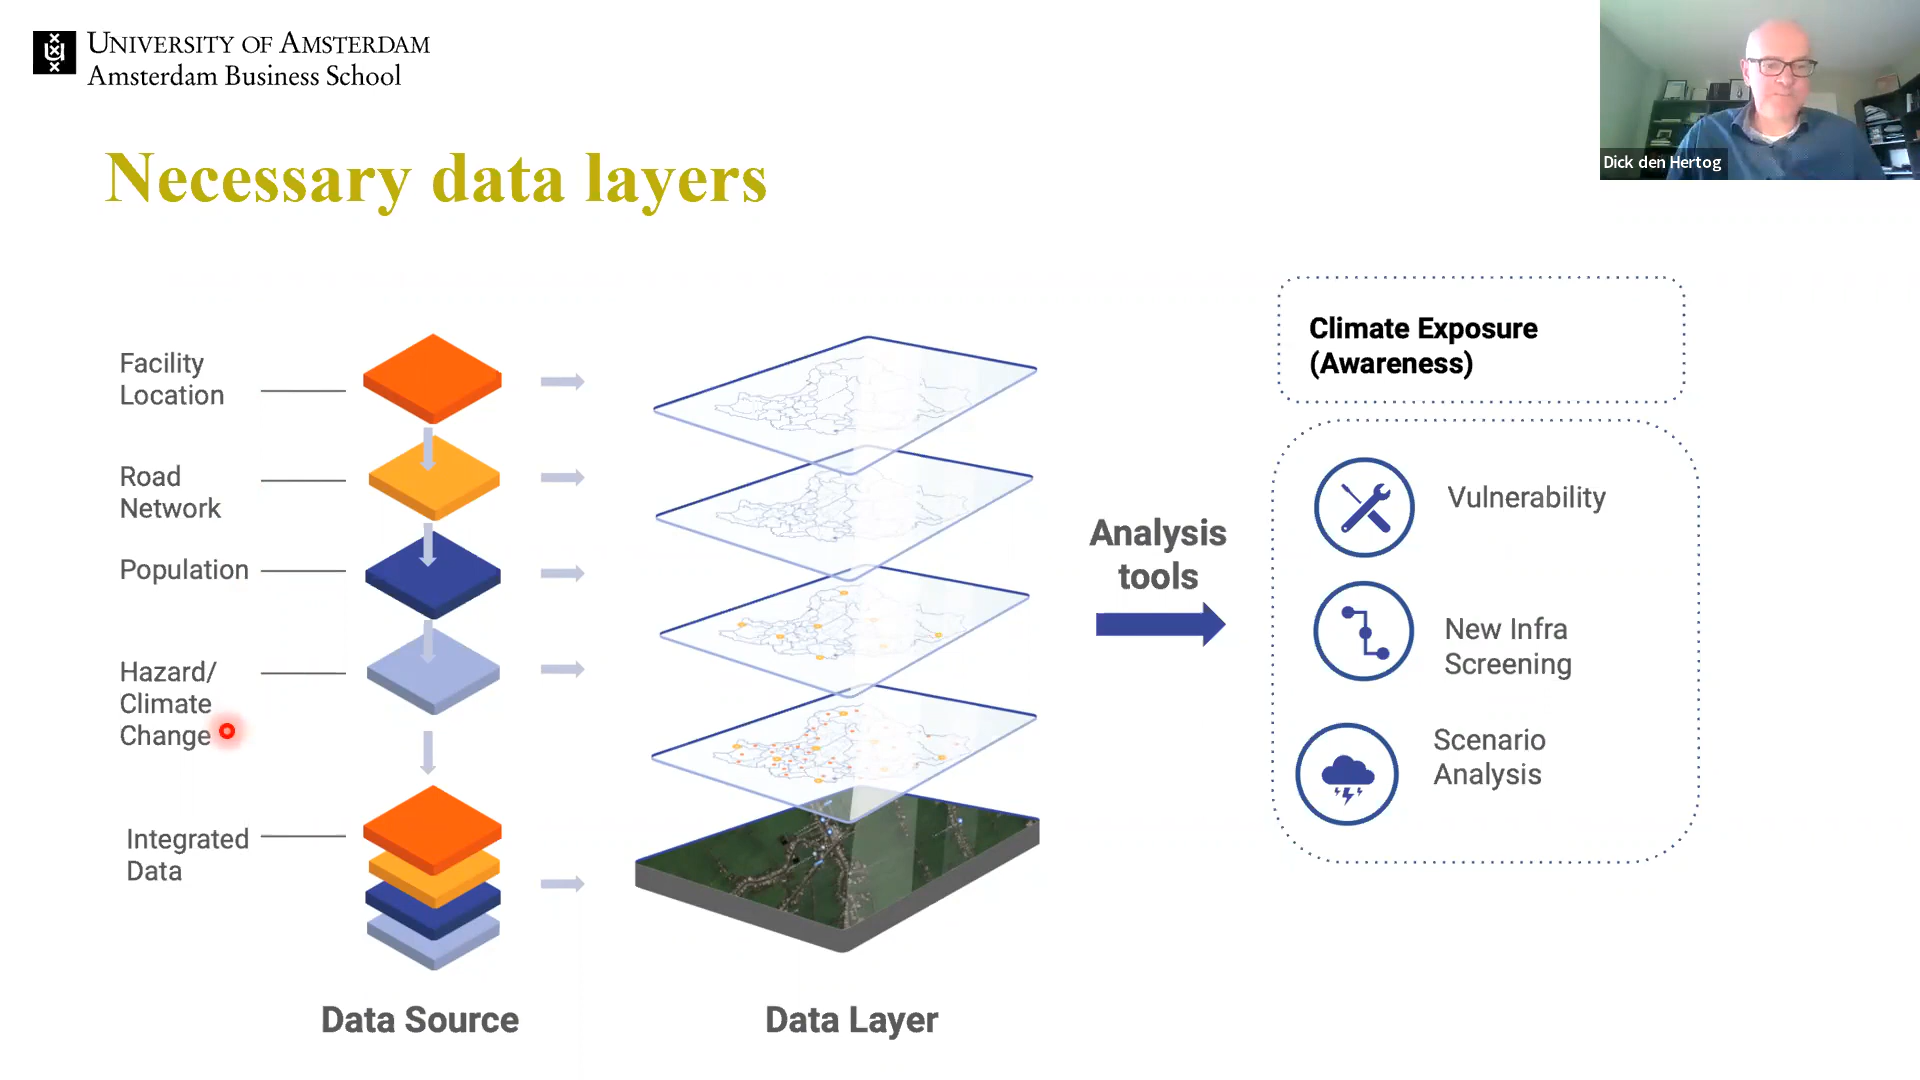 UNIVERSITY OF AMSTERDAM
Amsterdam Business School
Dick den Hertog
Necessary data layers
Facility
Location
Road
Network
Population
Hazard/
Climate
Change
Integrated
Data
Data Source
Data Layer
Analysis
tools
Climate Exposure
(Awareness)
Vulnerability
New Infra
Screening
Scenario
Analysis